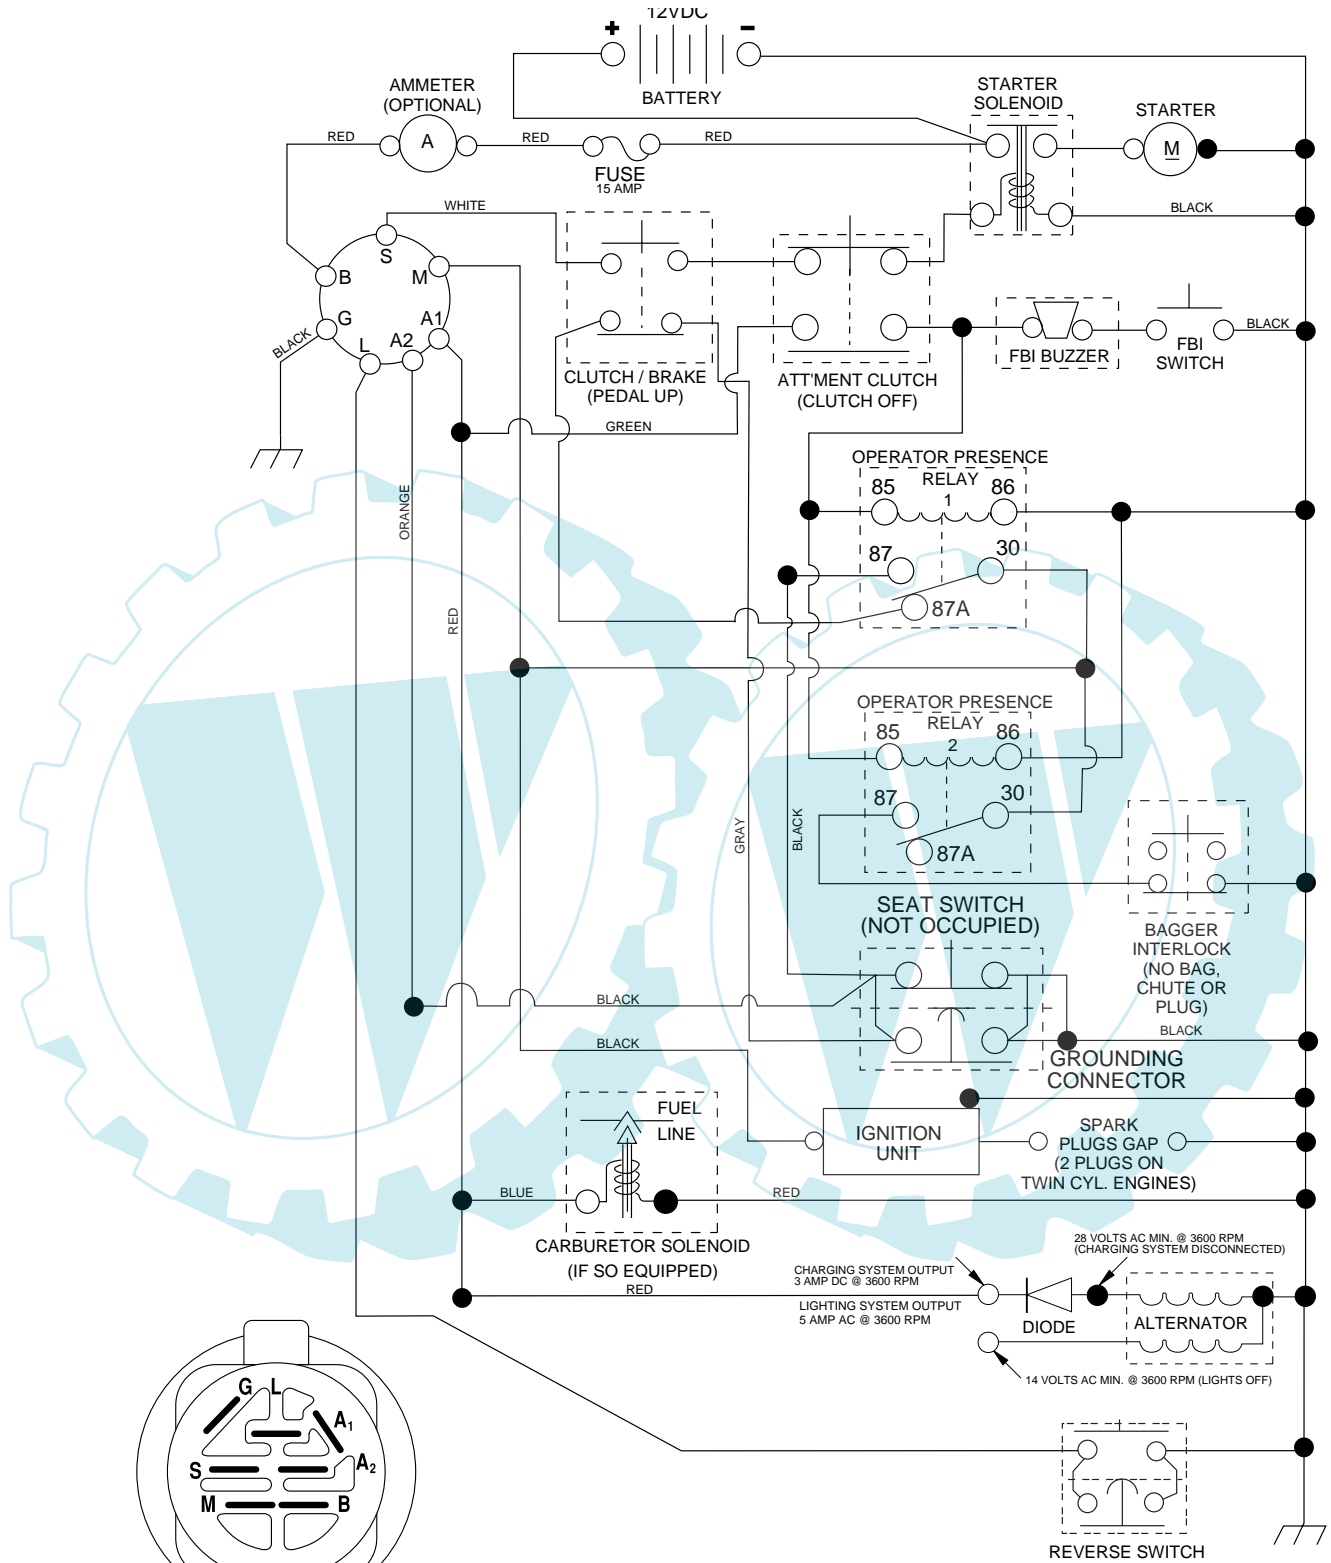 12VDC
+
−
BATTERY
AMMETER
(OPTIONAL)
STARTER
SOLENOID
STARTER
RED
A
RED
RED
M
FUSE
15 AMP
WHITE
BLACK
S
B
M
G
A1
L
A2
BLACK
CLUTCH / BRAKE
(PEDAL UP)
ATT'MENT CLUTCH
(CLUTCH OFF)
FBI BUZZER
FBI
SWITCH
BLACK
GREEN
ORANGE
RED
OPERATOR PRESENCE
RELAY
85
1
86
87
30
87A
OPERATOR PRESENCE
RELAY
85
2
86
87
30
87A
GRAY
BLACK
SEAT SWITCH
(NOT OCCUPIED)
BAGGER
INTERLOCK
(NO BAG,
CHUTE OR
PLUG)
BLACK
BLACK
BLACK
GROUNDING
CONNECTOR
FUEL
LINE
IGNITION
UNIT
SPARK
PLUGS GAP
(2 PLUGS ON
TWIN CYL. ENGINES)
BLUE
RED
CARBURETOR SOLENOID
(IF SO EQUIPPED)
RED
28 VOLTS AC MIN. @ 3600 RPM
(CHARGING SYSTEM DISCONNECTED)
CHARGING SYSTEM OUTPUT
3 AMP DC @ 3600 RPM
LIGHTING SYSTEM OUTPUT
5 AMP AC @ 3600 RPM
DIODE
ALTERNATOR
14 VOLTS AC MIN. @ 3600 RPM (LIGHTS OFF)
G
L
A1
S
A2
M
B
REVERSE SWITCH